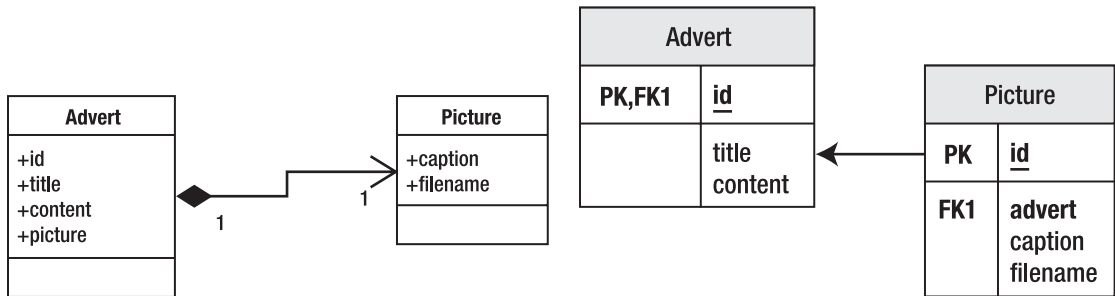 Advert
+id
+title
+content
+picture
1
1
Picture
+caption
+filename
Advert
PK,FK1 id
title
content
Picture
PK id
FK1 advert
caption
filename